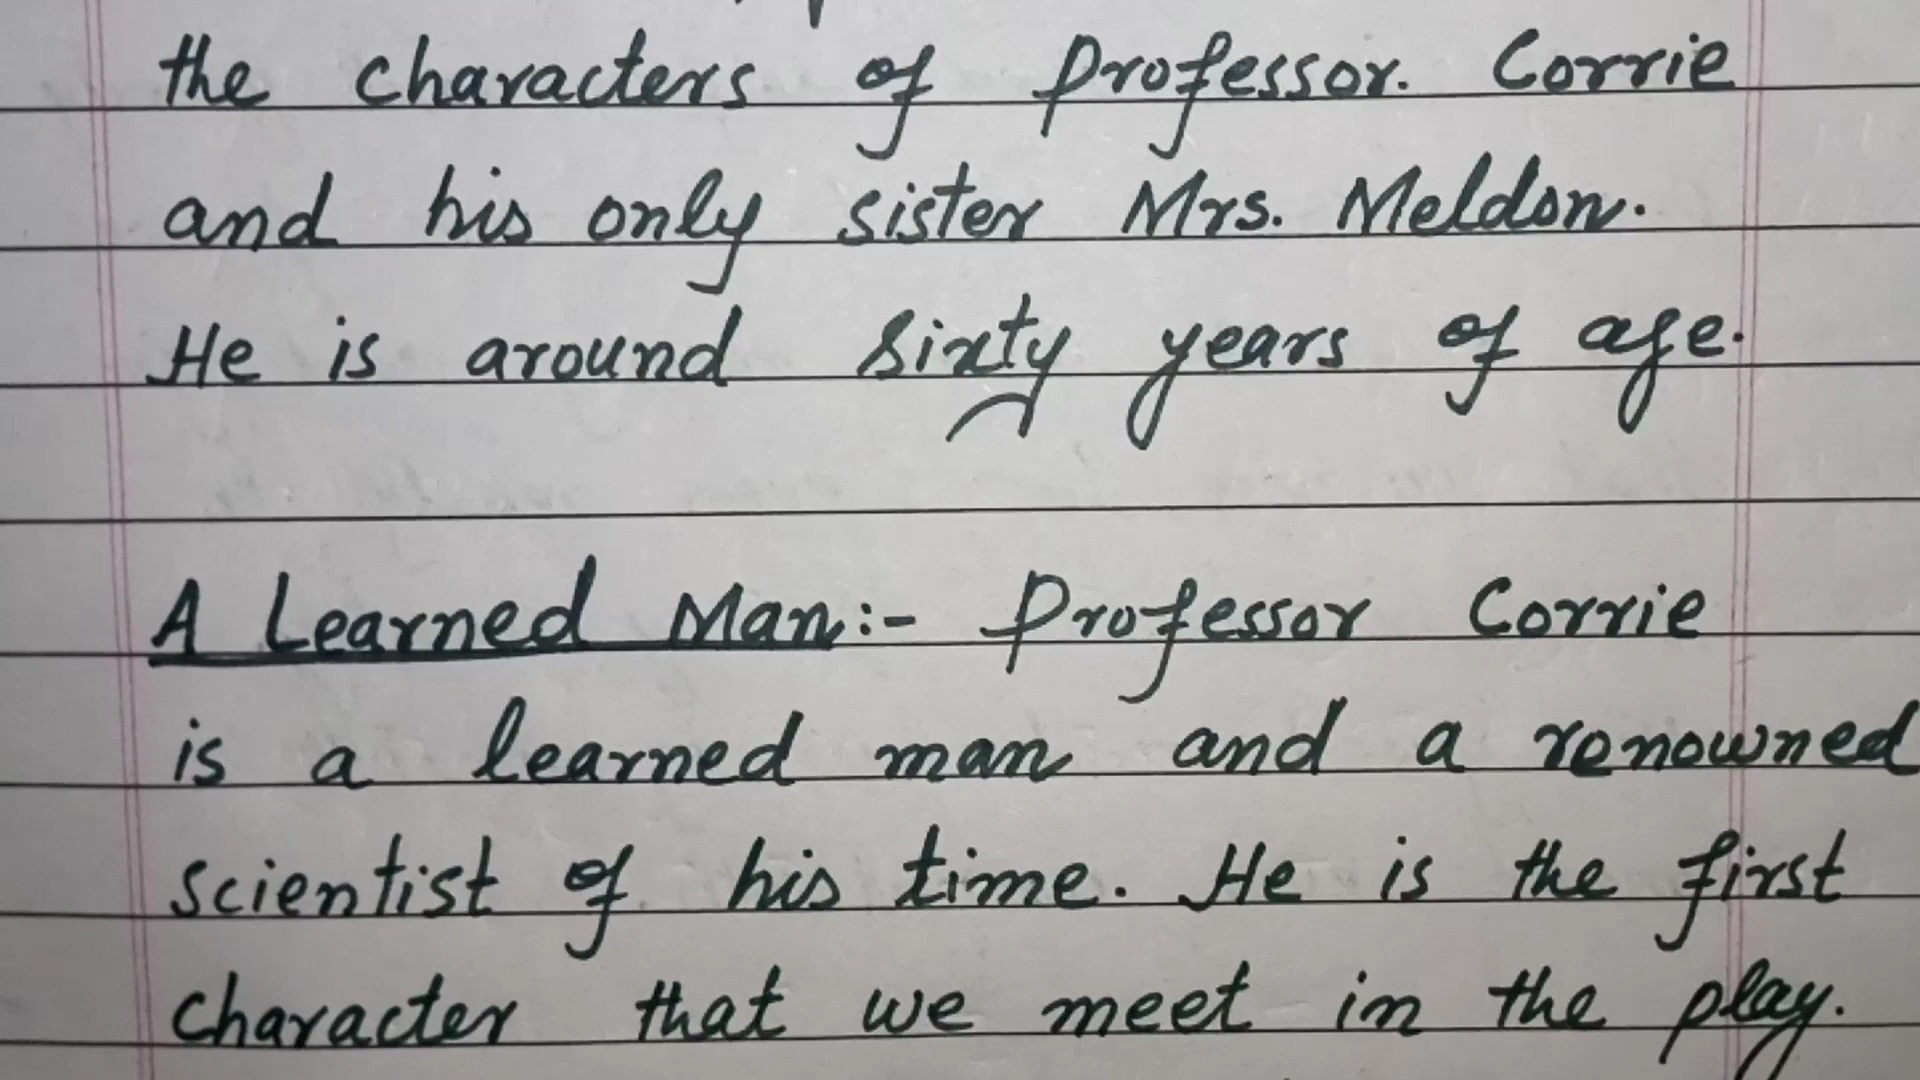 the characters of Professor. Corrie
and his only sister Mrs. Meldon.
He is around sixty years of age.
A Learned Man:- Professor Corrie
is a learned man and a renowned
scientist of his time. He is the first
character that we meet in the play.